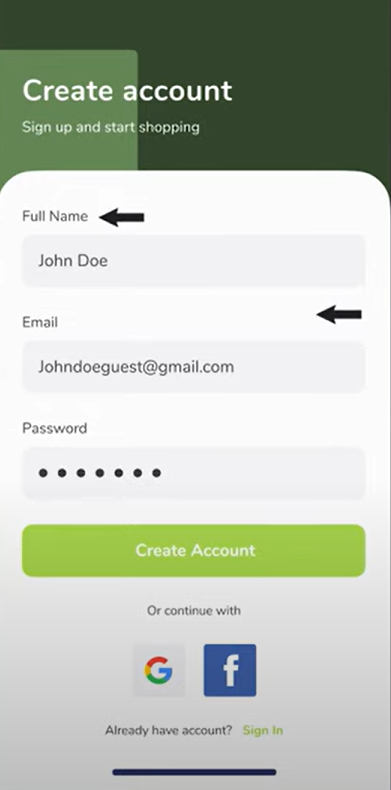 Create account
Sign up and start shopping
Full Name
John Doe
Email
Johndoeguest@gmail.com
Password
Create Account
Or continue with
Already have account? Sign In